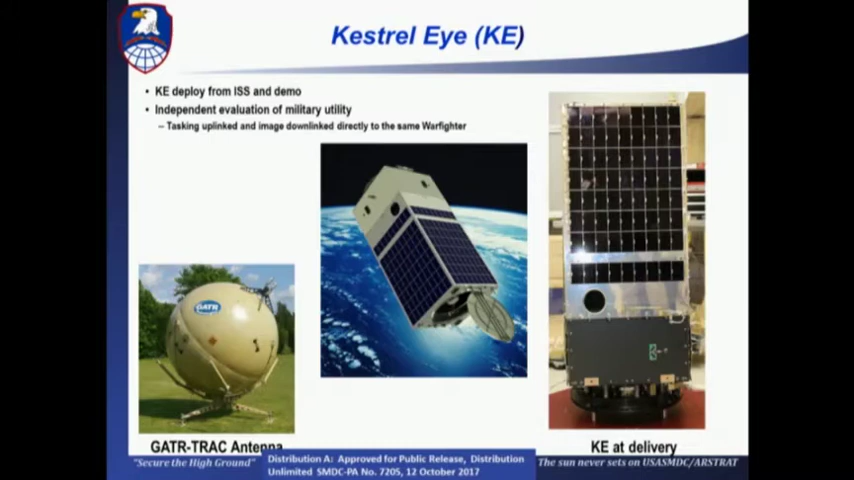 Kestrel Eye (KE)
• KE deploy from ISS and demo
• Independent evaluation of military utility
– Tasking uplinked and image downlinked directly to the same Warfighter
GATR
GATR-TRAC Antenna
KE at delivery
"Secure the High Ground"
Distribution A: Approved for Public Release, Distribution
Unlimited SMDC-PA No. 7205, 12 October 2017
The sun never sets on USASMDC/ARSTRAT